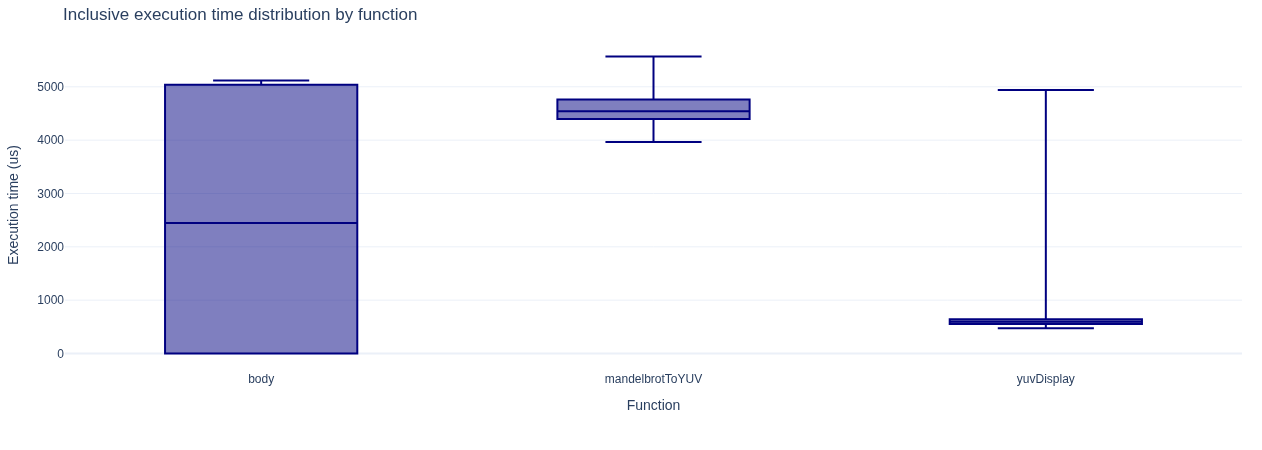 Inclusive execution time distribution by function
Execution time (us)
5000
4000
3000
2000
1000
0
body
mandelbrotToYUV
yuvDisplay
Function